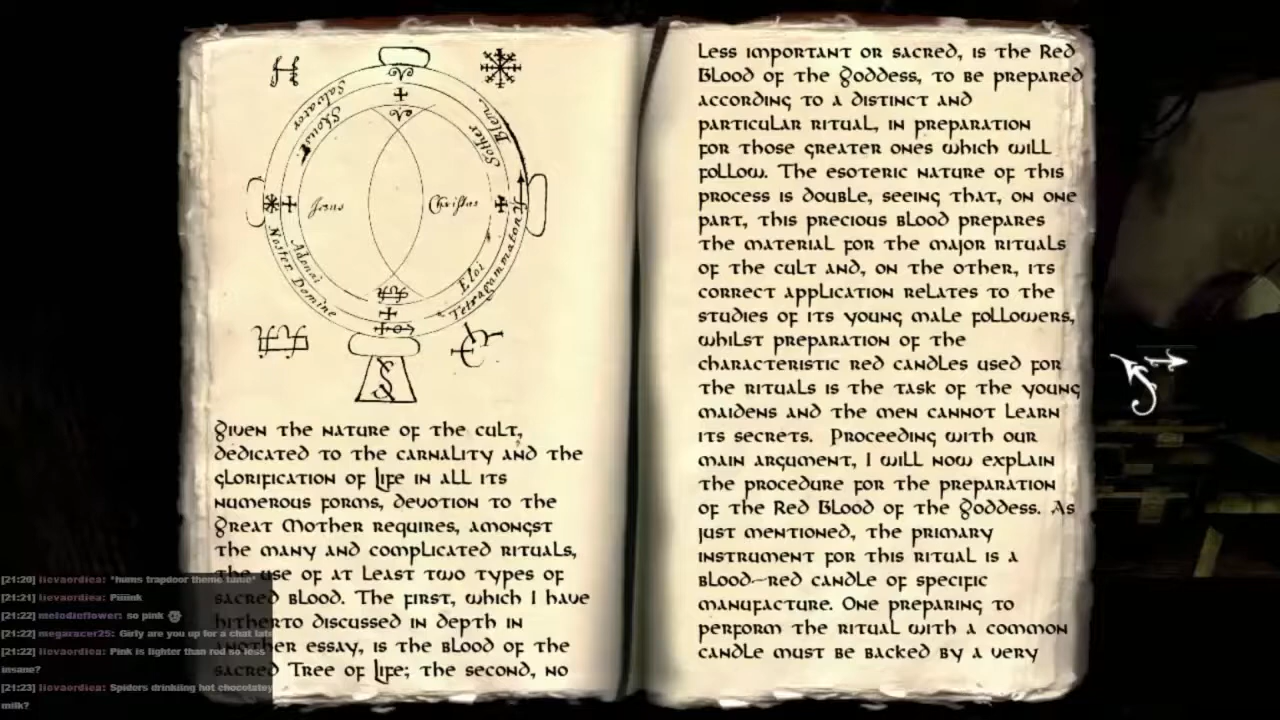 Salvator
Blem.
Shouse
Sother
Jesus
Christus
Adonai
Eloi
Noster Domine
Tetragammaton
Given the nature of the cult,
dedicated to the carnality and the
glorification of life in all its
numerous forms, devotion to the
Great Mother requires, amongst
the many and complicated rituals,
the use of at least two types of
sacred blood. The first, which I have
hitherto discussed in depth in
another essay, is the blood of the
sacred Tree of Life; the second, no
Less important or sacred, is the Red
Blood of the Goddess, to be prepared
according to a distinct and
particular ritual, in preparation
for those greater ones which will
follow. The esoteric nature of this
process is double, seeing that, on one
part, this precious blood prepares
the material for the major rituals
of the cult and, on the other, its
correct application relates to the
studies of its young male followers,
whilst preparation of the
characteristic red candles used for
the rituals is the task of the young
maidens and the men cannot learn
its secrets. Proceeding with our
main argument, I will now explain
the procedure for the preparation
of the Red Blood of the Goddess. As
just mentioned, the primary
instrument for this ritual is a
blood-red candle of specific
manufacture. One preparing to
perform the ritual with a common
candle must be backed by a very
[21:20] lievaordiea: *hums trapdoor theme tune*
[21:21] lievaordiea: Piiiink
[21:22] melodieflower: so pink
[21:22] megaracer25: Girly are you up for a chat late
[21:22] lievaordiea: Pink is lighter than red so less
insane?
[21:23] lievaordiea: Spiders drinkiing hot chocolatey
milk?